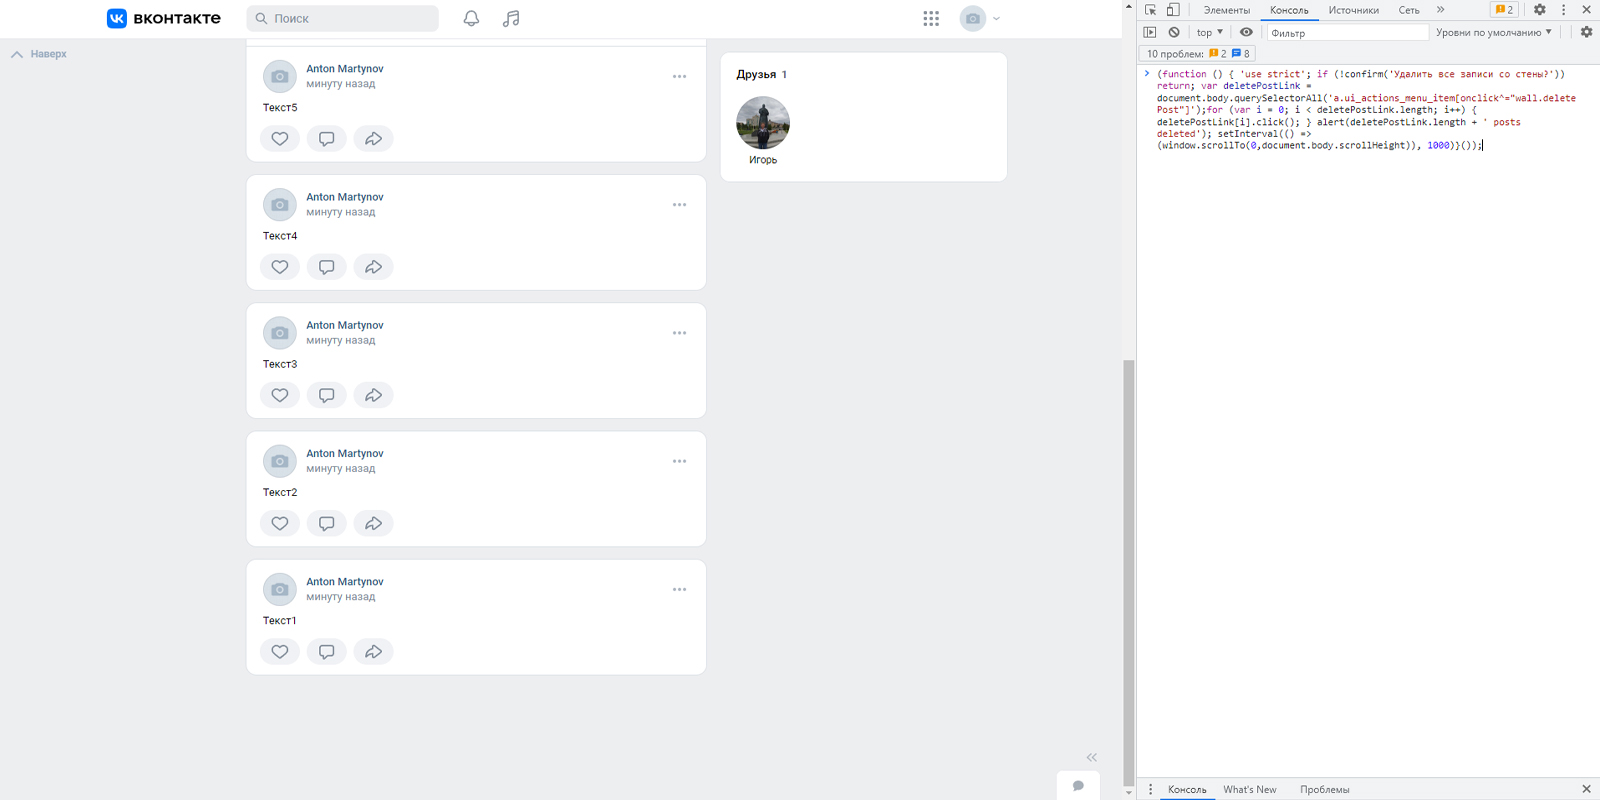 вконтакте
Поиск
Наверх
Anton Martynov
минуту назад
Текст5
Anton Martynov
минуту назад
Текст4
Anton Martynov
минуту назад
Текст3
Anton Martynov
минуту назад
Текст2
Anton Martynov
минуту назад
Текст1
Друзья 1
Игорь
Элементы Консоль Источники Сеть 2
top Фильтр Уровни по умолчанию
10 проблем: 2 8
(function () { 'use strict'; if (!confirm('Удалить все записи со стены?'))
return; var deletePostLink =
document.body.querySelectorAll('a.ui_actions_menu_item[onclick^="wall.delete
Post"]');for (var i = 0; i < deletePostLink.length; i++) {
deletePostLink[i].click(); } alert(deletePostLink.length + ' posts
deleted'); setInterval(() =>
(window.scrollTo(0,document.body.scrollHeight)), 1000)}());
Консоль What's New Проблемы